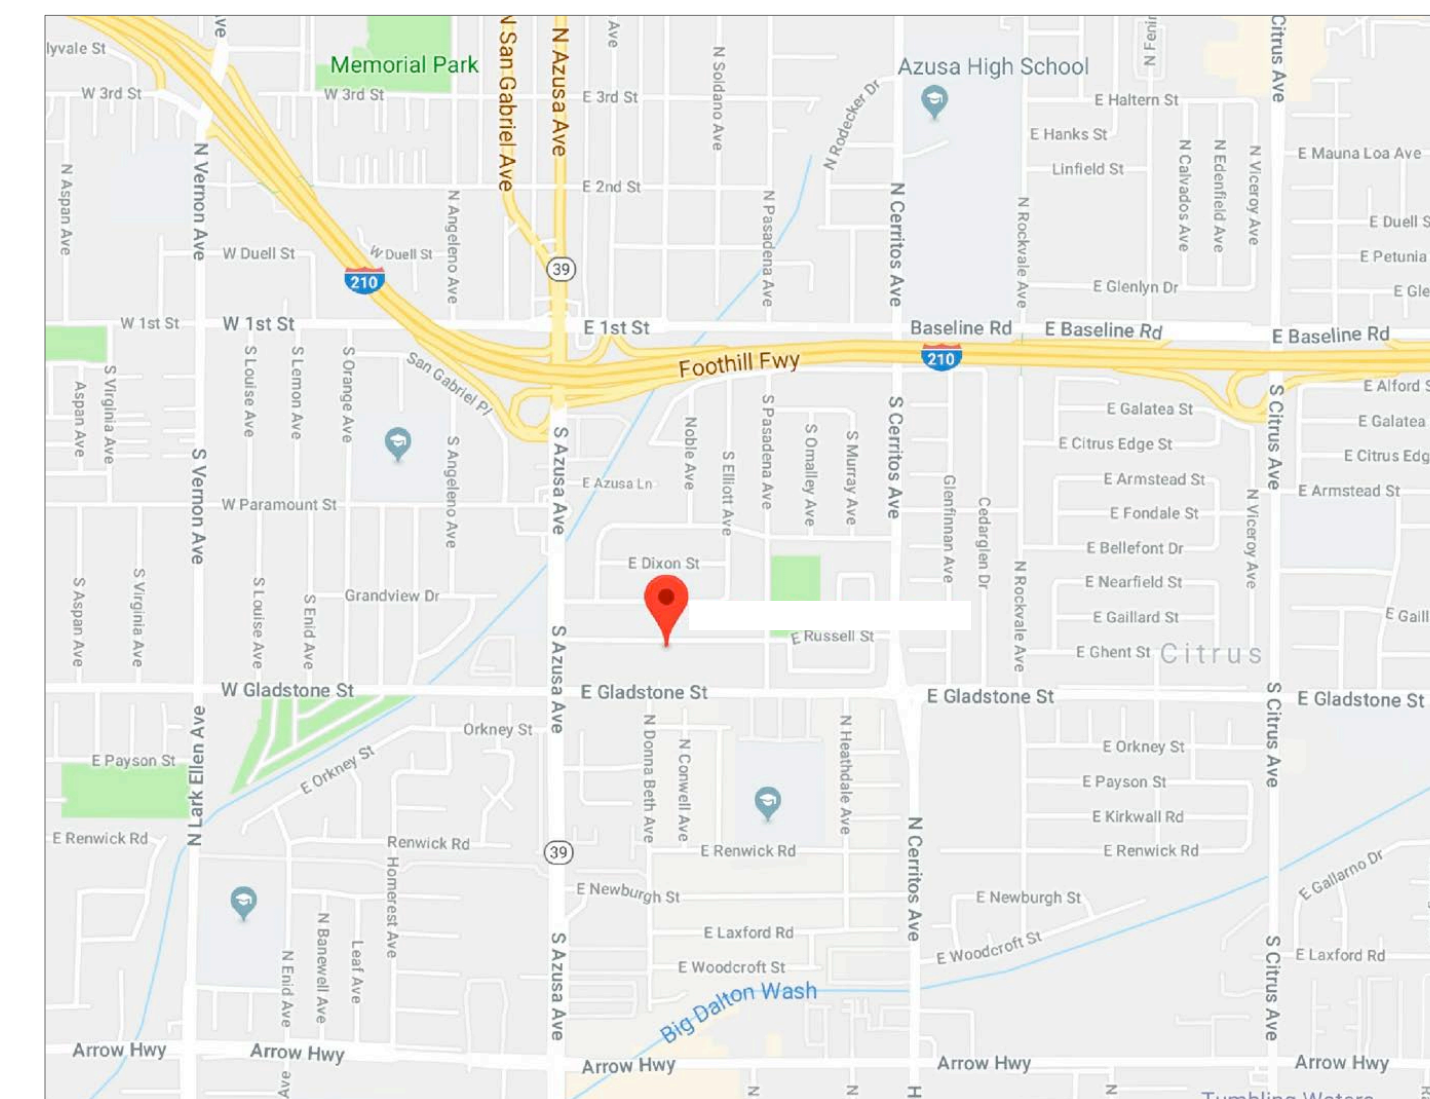 lyvale St
Memorial Park
N San Gabriel Ave
N Azusa Ave
Ave
N Soldano Ave
Azusa High School
Citrus Ave
W 3rd St
W 3rd St
E 3rd St
N Rodecker Dr
E Haltern St
E Hanks St
Linfield St
E Mauna Loa Ave
N Aspan Ave
N Vernon Ave
N Angeleno Ave
E 2nd St
N Pasadena Ave
N Cerritos Ave
N Rockvale Ave
N Calvados Ave
N Edenfield Ave
N Viceroy Ave
E Duell S
W Duell St
W Duell St
39
210
E Petunia
E Glenlyn Dr
E Gle
W 1st St
W 1st St
E 1st St
Baseline Rd
E Baseline Rd
E Baseline Rd
Foothill Fwy
210
Aspan Ave
S Virginia Ave
S Louise Ave
S Lemon Ave
S Orange Ave
San Gabriel Pl
E Alford S
S Vernon Ave
S Angeleno Ave
S Azusa Ave
Noble Ave
S Elliott Ave
S Pasadena Ave
S Omalley Ave
S Murray Ave
S Cerritos Ave
E Galatea St
E Galatea
S Citrus Ave
E Citrus Edge St
E Citrus Edg
W Paramount St
E Azusa Ln
Glenfinnan Ave
Cedarglen Dr
E Armstead St
E Armstead St
E Fondale St
N Viceroy Ave
E Bellefont Dr
E Dixon St
N Rockvale Ave
E Nearfield St
S Aspan Ave
S Virginia Ave
S Louise Ave
S Enid Ave
Grandview Dr
S Azusa Ave
E Russell St
E Gaillard St
E Gaill
E Ghent St
Citrus
W Gladstone St
E Gladstone St
E Gladstone St
E Gladstone St
N Lark Ellen Ave
Orkney St
E Orkney St
N Donna Beth Ave
N Conwell Ave
N Heathdale Ave
E Orkney St
S Citrus Ave
E Payson St
E Payson St
E Kirkwall Rd
E Renwick Rd
Renwick Rd
39
E Renwick Rd
N Cerritos Ave
E Renwick Rd
E Gallarno Dr
Homerest Ave
E Newburgh St
E Newburgh St
N Enid Ave
N Banewell Ave
Leaf Ave
S Azusa Ave
E Laxford Rd
E Woodcroft St
E Woodcroft St
S Citrus Ave
E Laxford Rd
Big Dalton Wash
Arrow Hwy
Arrow Hwy
Arrow Hwy
Arrow Hwy
Arrow Hwy
Ave
N
N
N